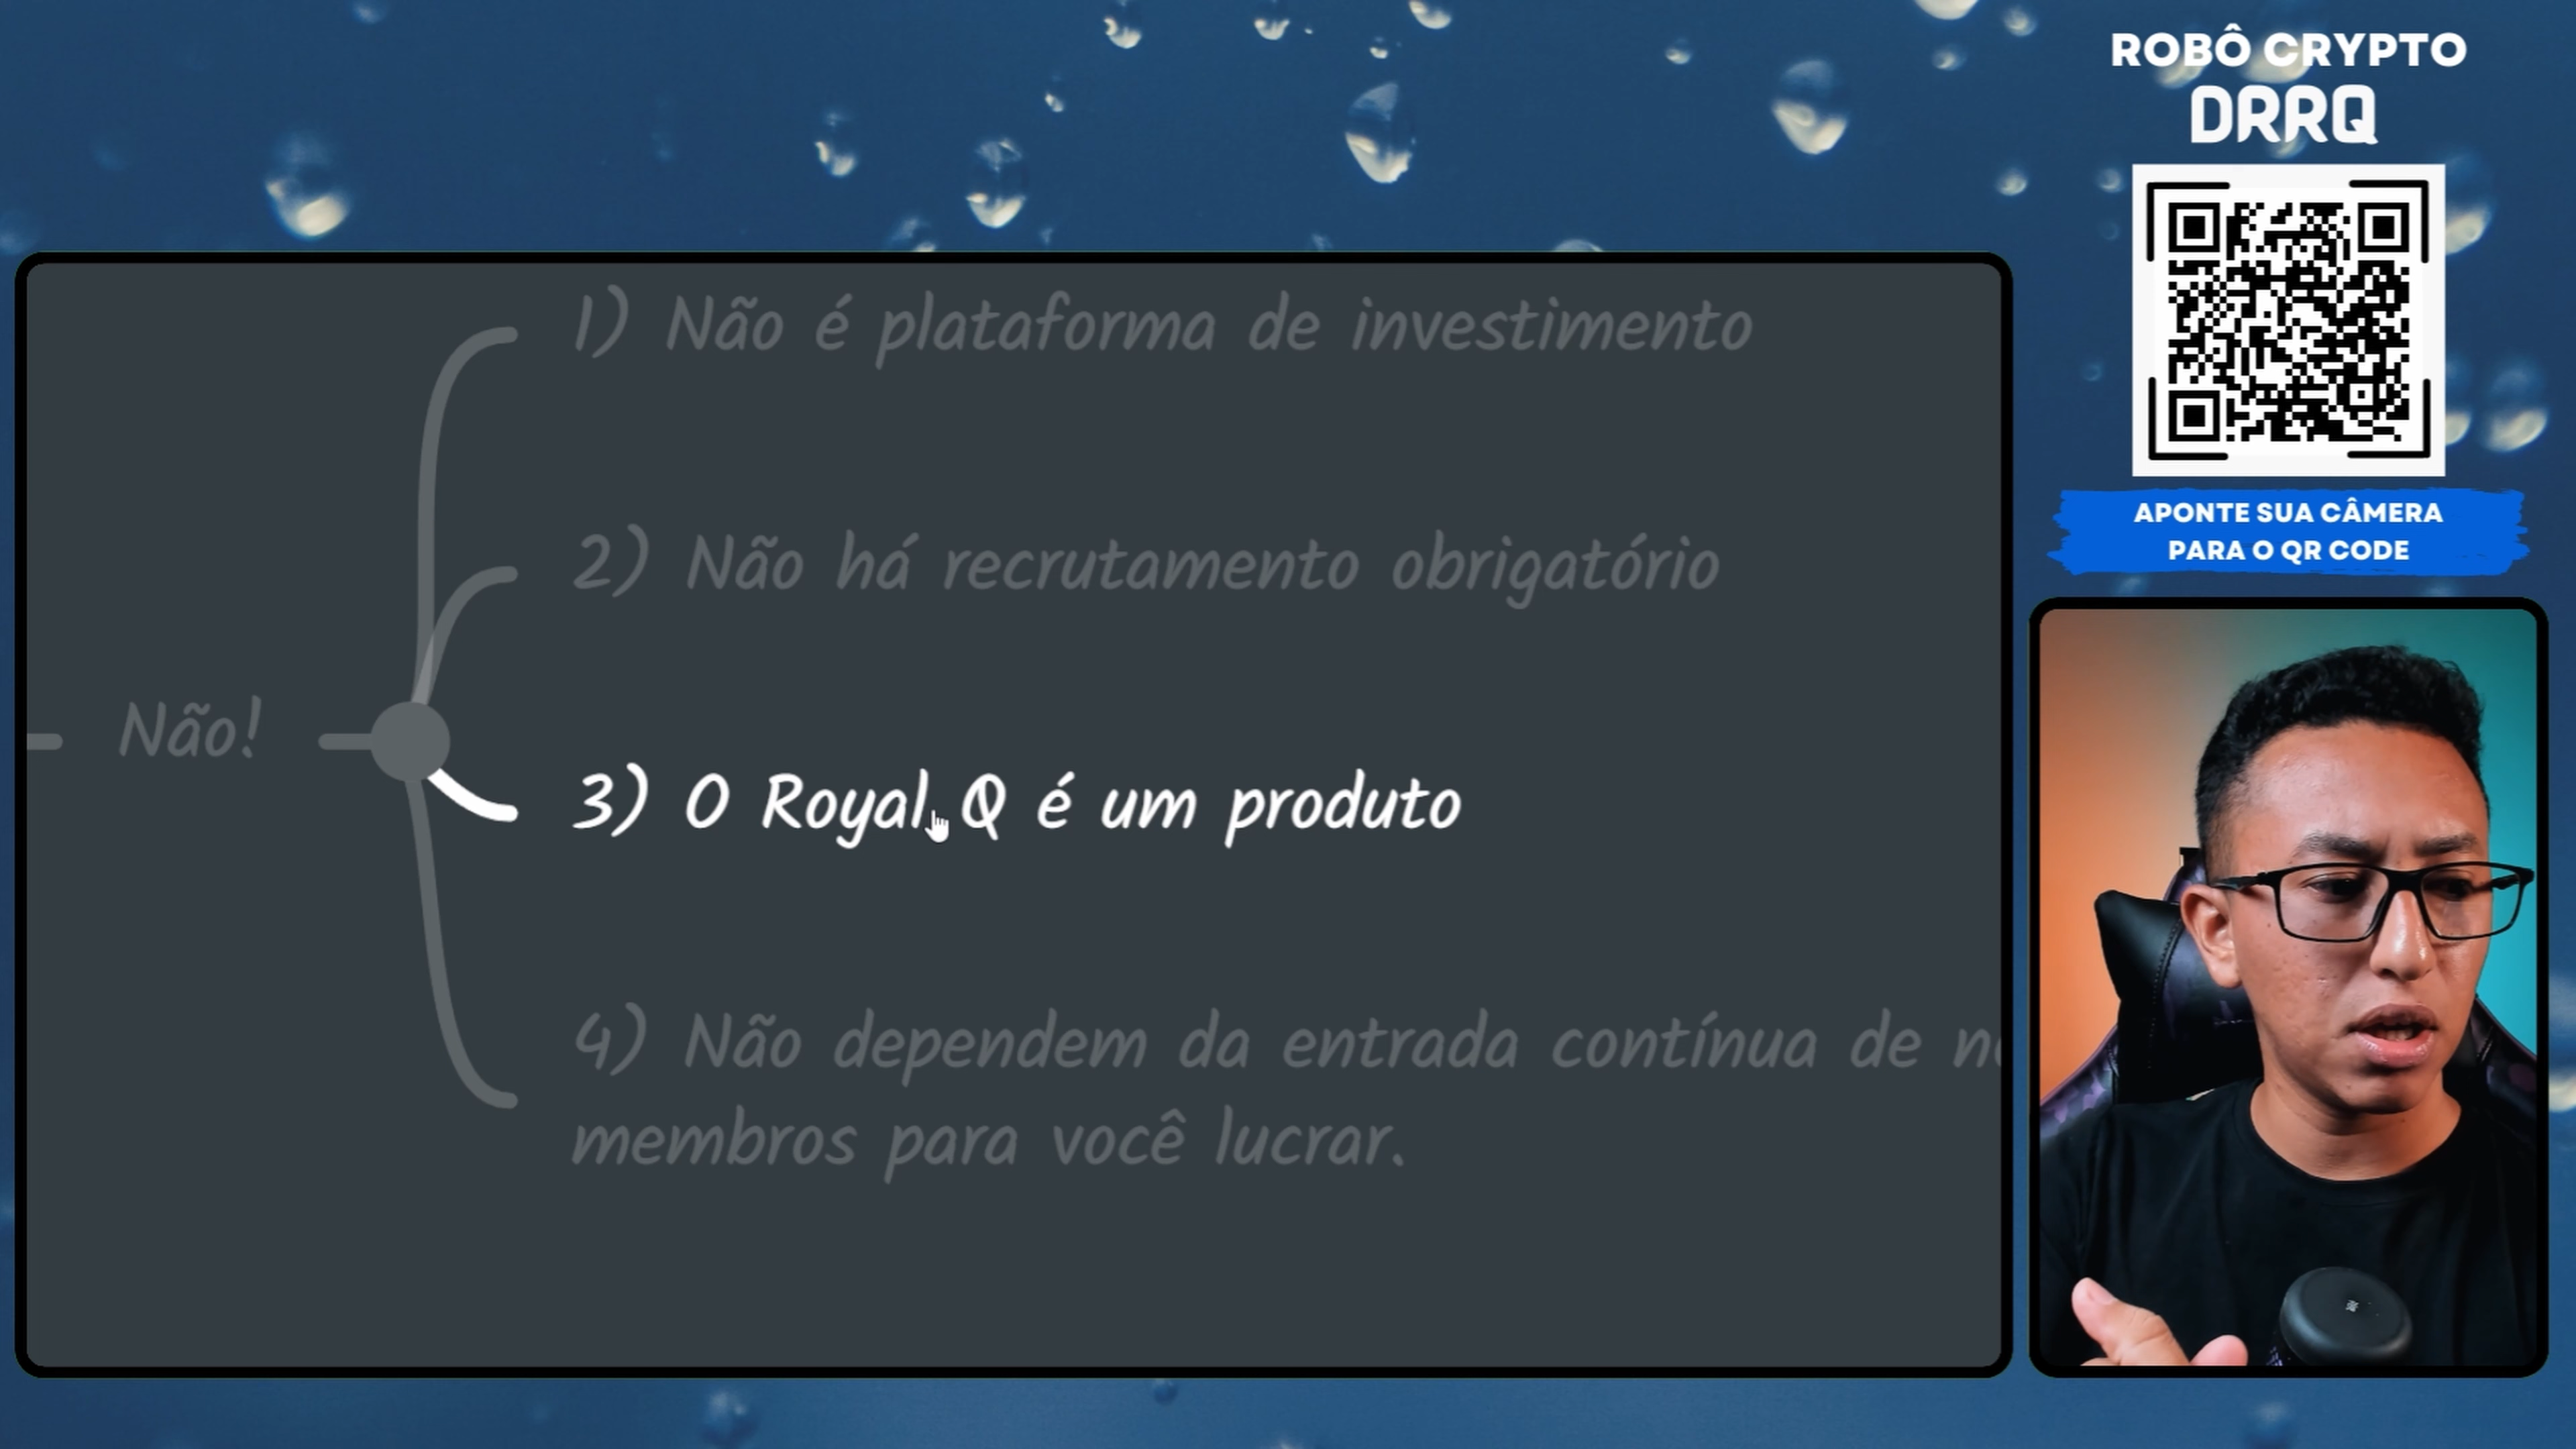 ROBÔ CRYPTO
DRRQ
APONTE SUA CÂMERA
PARA O QR CODE
Não!
1) Não é plataforma de investimento
2) Não há recrutamento obrigatório
3) O Royal Q é um produto
4) Não dependem da entrada contínua de
membros para você lucrar.